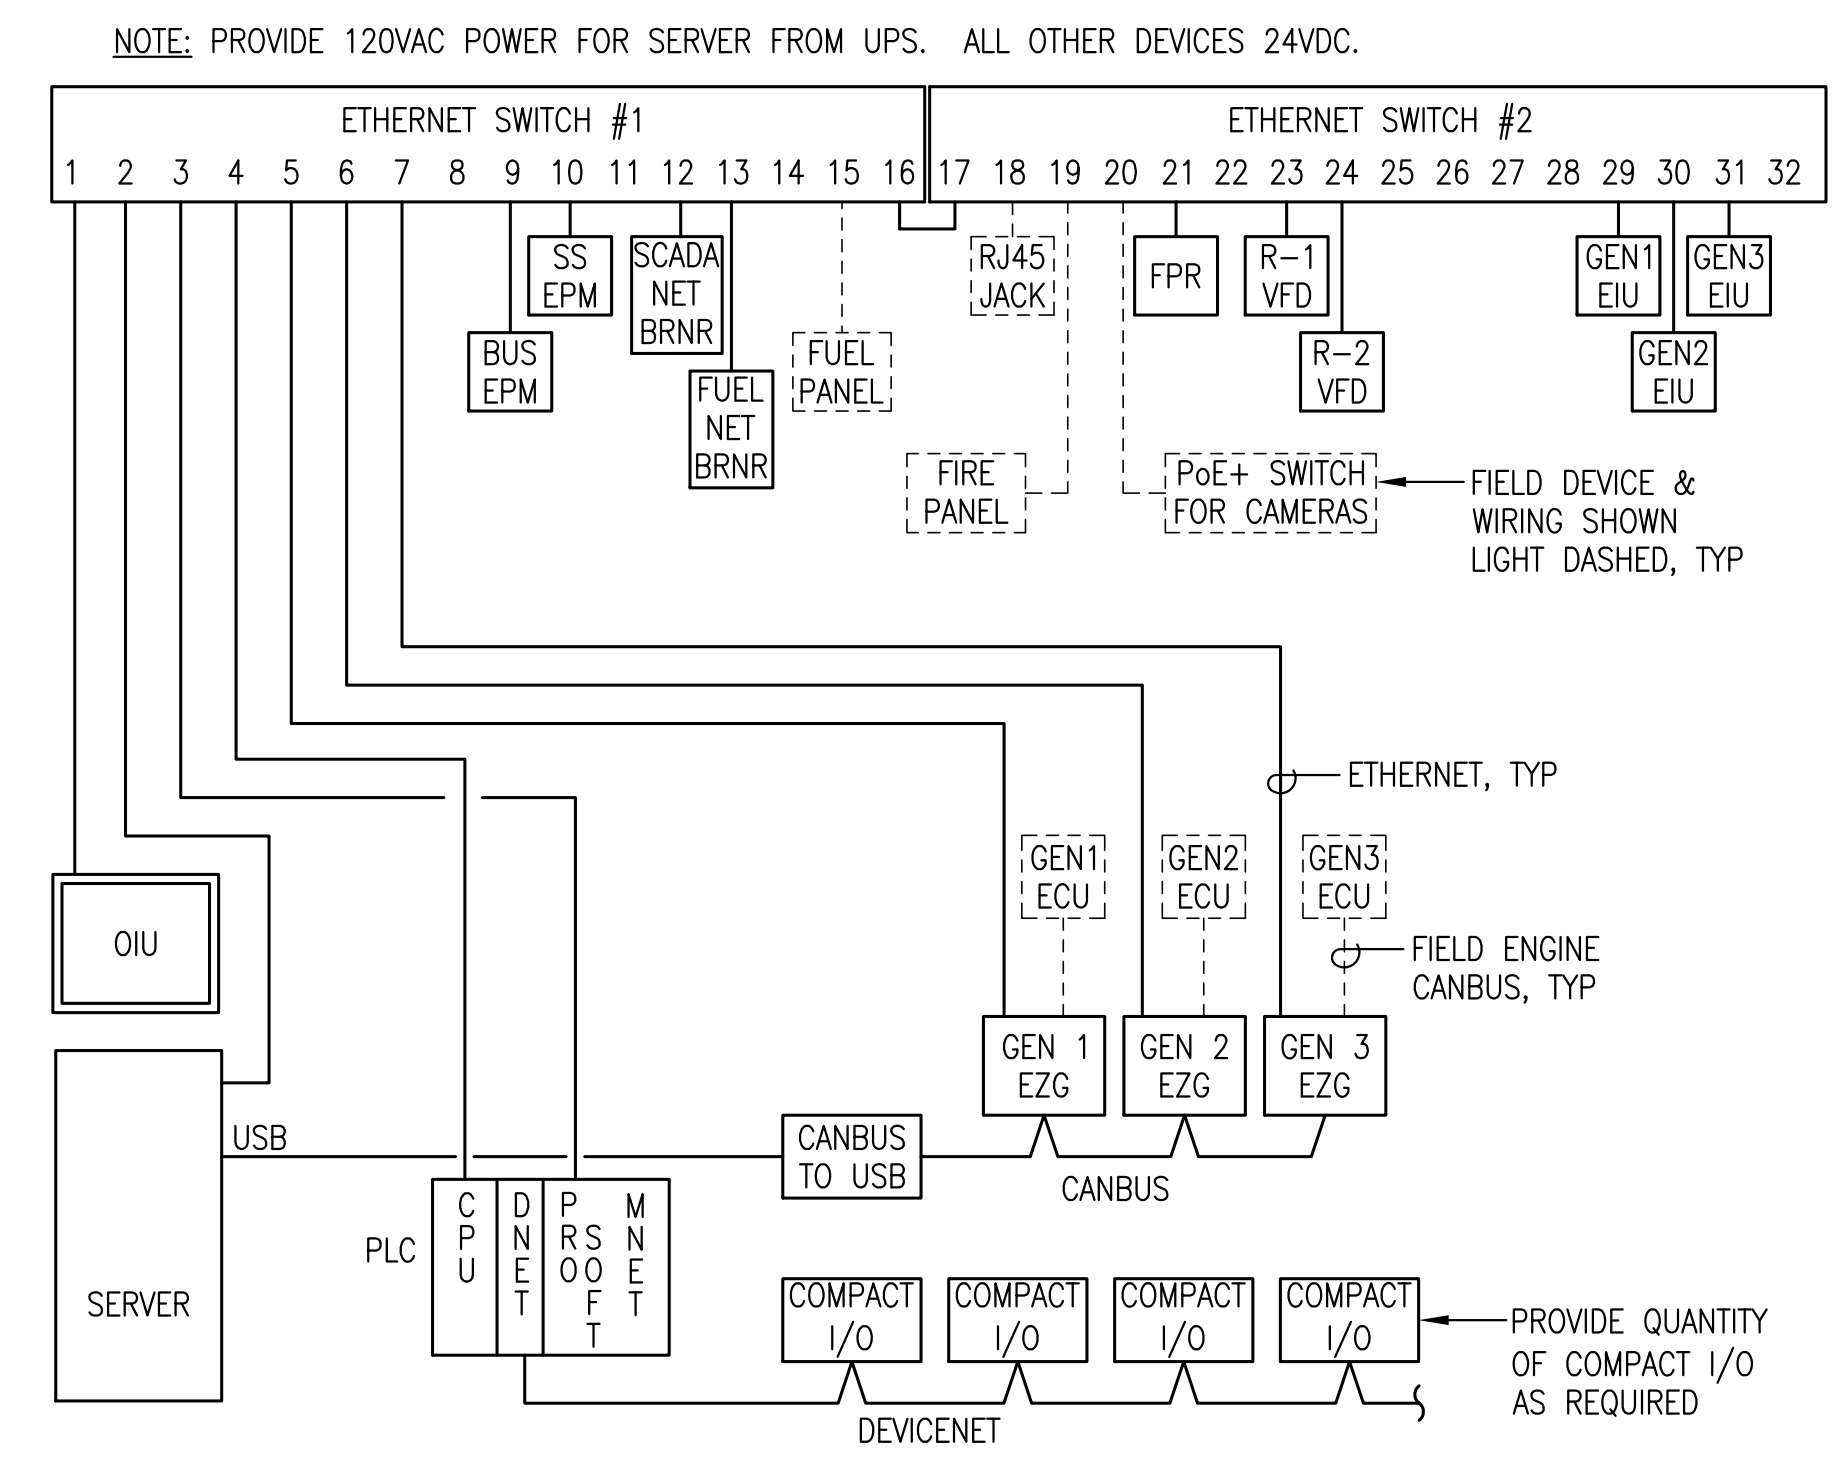 NOTE: PROVIDE 120VAC POWER FOR SERVER FROM UPS. ALL OTHER DEVICES 24VDC.
ETHERNET SWITCH #1
1 2 3 4 5 6 7 8 9 10 11 12 13 14 15 16
ETHERNET SWITCH #2
17 18 19 20 21 22 23 24 25 26 27 28 29 30 31 32
SS
EPM
SCADA
NET
BRNR
BUS
EPM
FUEL
NET
BRNR
FUEL
PANEL
RJ45
JACK
FPR
R-1
VFD
R-2
VFD
GEN1
EIU
GEN3
EIU
GEN2
EIU
FIRE
PANEL
PoE+ SWITCH
FOR CAMERAS
FIELD DEVICE &
WIRING SHOWN
LIGHT DASHED, TYP
ETHERNET, TYP
GEN1
ECU
GEN2
ECU
GEN3
ECU
FIELD ENGINE
CANBUS, TYP
OIU
GEN 1
EZG
GEN 2
EZG
GEN 3
EZG
USB
CANBUS
TO USB
CANBUS
SERVER
PLC
CPU
DNET
PRO
SOFT
MNET
COMPACT
I/O
COMPACT
I/O
COMPACT
I/O
COMPACT
I/O
PROVIDE QUANTITY
OF COMPACT I/O
AS REQUIRED
DEVICENET